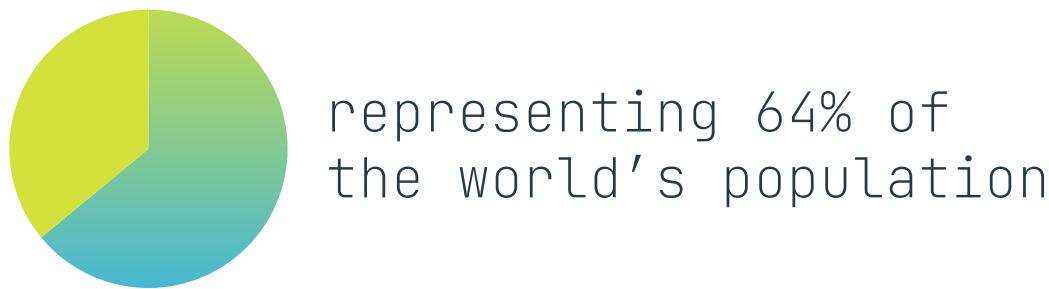 representing 64% of
the world's population